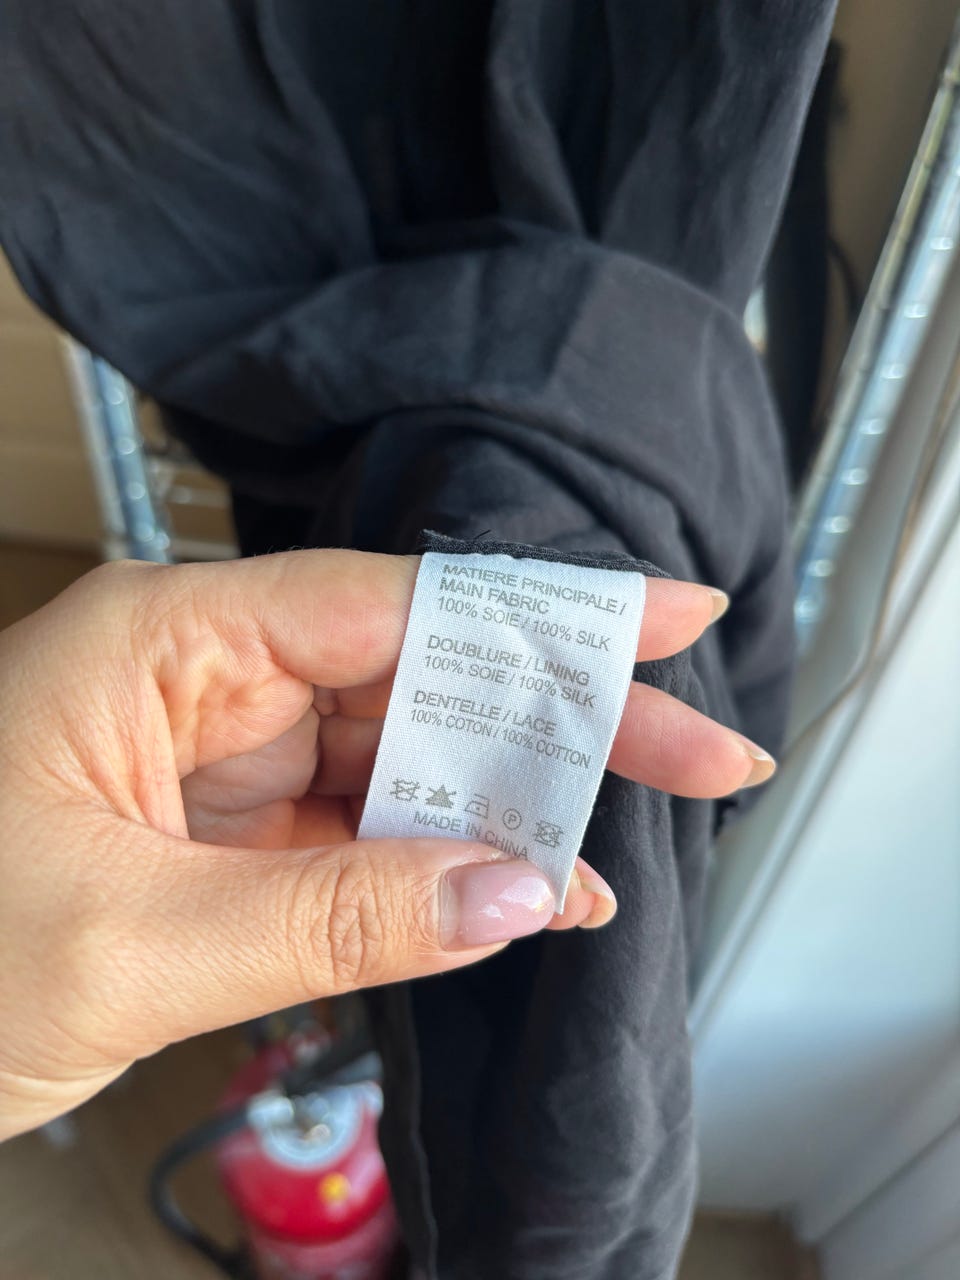 MATIERE PRINCIPALE /
MAIN FABRIC
100% SOIE / 100% SILK
DOUBLURE / LINING
100% SOIE / 100% SILK
DENTELLE / LACE
100% COTON / 100% COTTON
P
MADE IN CHINA